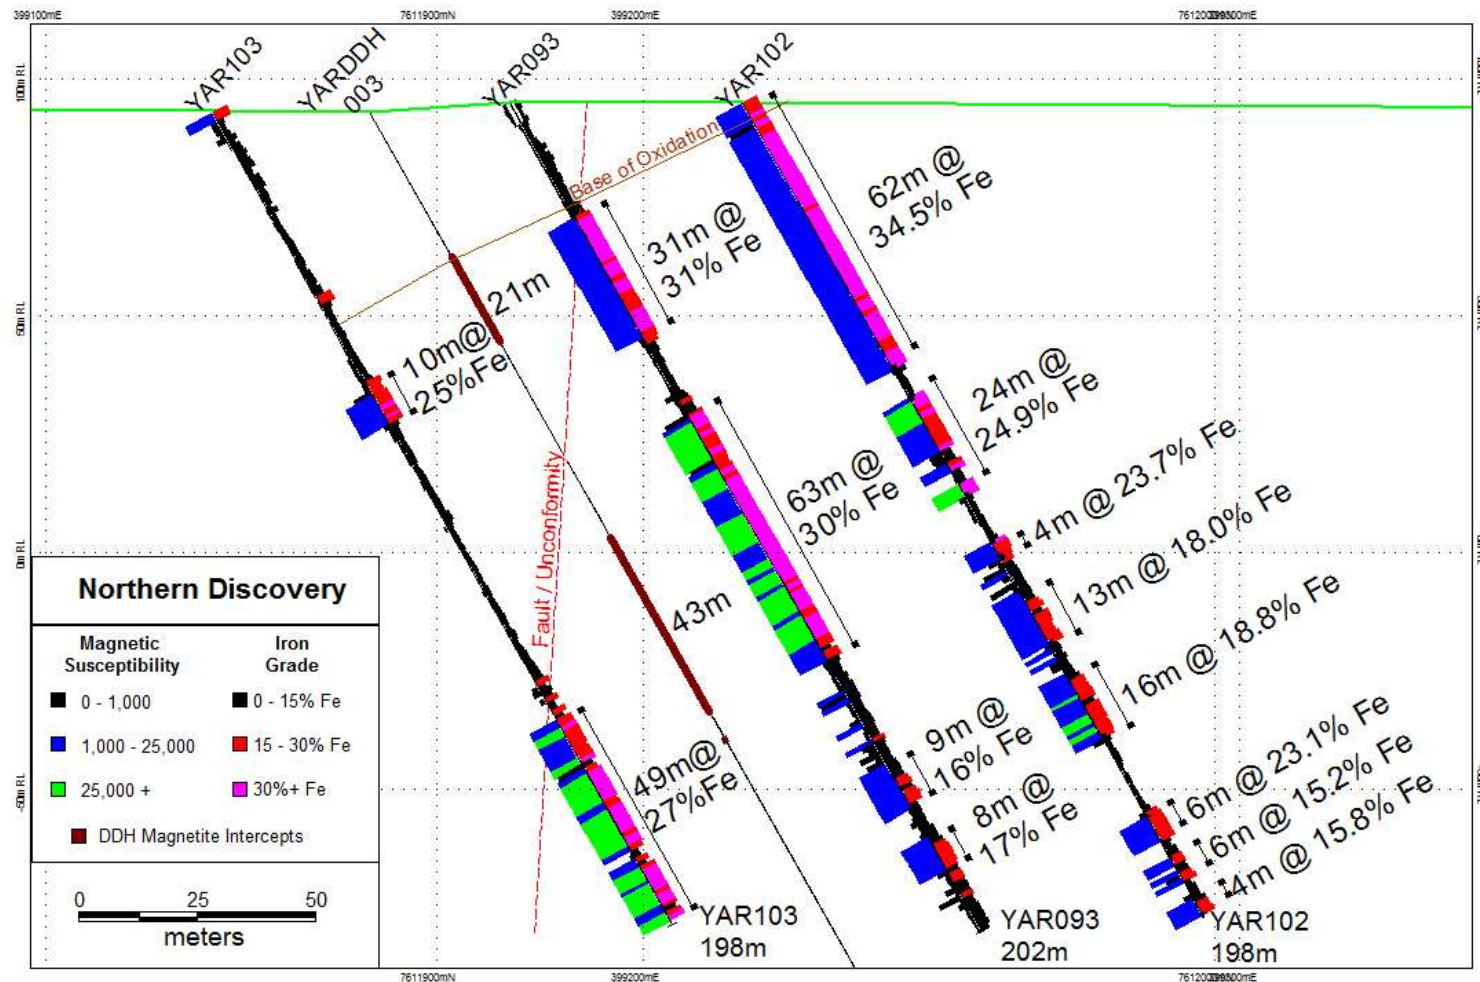 399100mE
7611900mN
399200mE
100m RL
50m RL
0m RL
-50m RL
YAR103
YARDDH
003
YAR093
YAR102
Base of Oxidation
Fault / Unconformity
62m @
34.5% Fe
31m @
31% Fe
21m
10m@
25%Fe
24m @
24.9% Fe
63m @
30% Fe
4m @ 23.7% Fe
13m @ 18.0% Fe
43m
16m @ 18.8% Fe
49m@
27%Fe
9m @
16% Fe
8m @
17% Fe
6m @ 23.1% Fe
6m @ 15.2% Fe
4m @ 15.8% Fe
YAR103
198m
YAR093
202m
YAR102
198m
Northern Discovery
Magnetic
Susceptibility
Iron
Grade
0 - 1,000
0 - 15% Fe
1,000 - 25,000
15 - 30% Fe
25,000 +
30%+ Fe
DDH Magnetite Intercepts
0 25 50
meters
7611900mN
399200mE